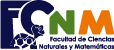 FCNM
Facultad de Ciencias
Naturales y Matemáticas